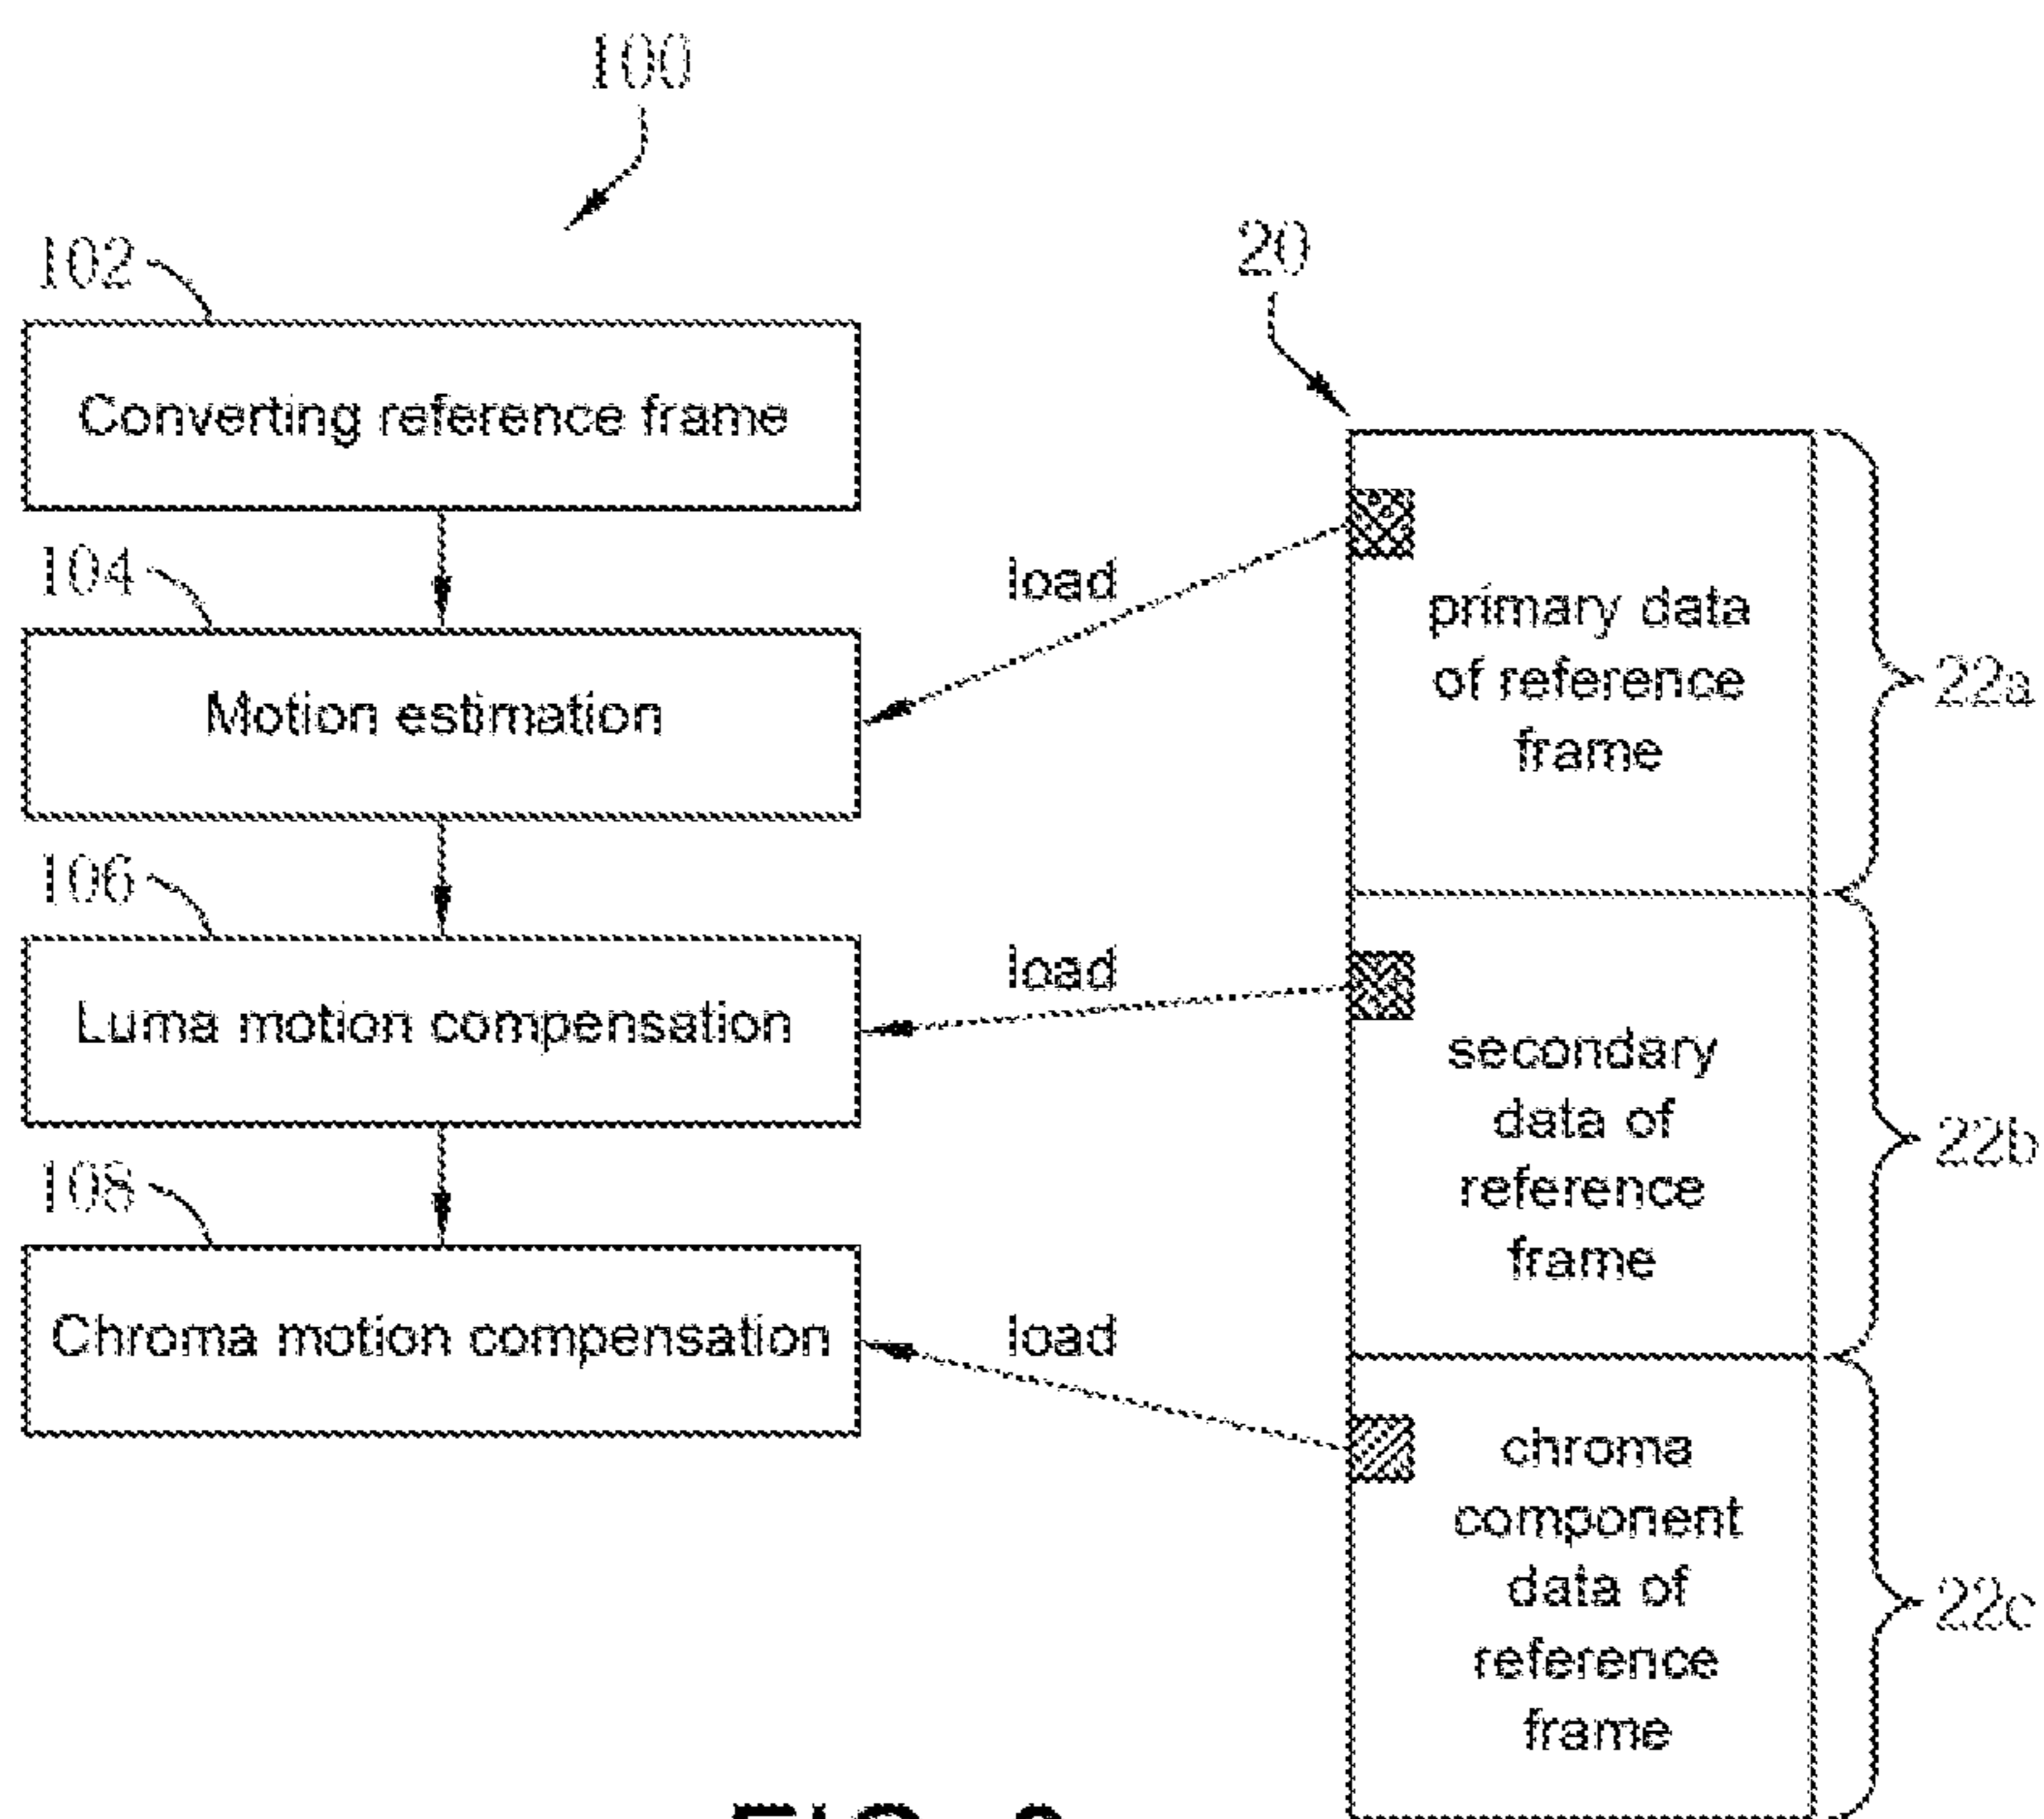 100
102
20
Converting reference frame
104
load
primary data
of reference
frame
22a
Motion estimation
106
load
Luma motion compensation
secondary
data of
reference
frame
22b
108
load
Chroma motion compensation
chroma
component
data of
reference
frame
22c